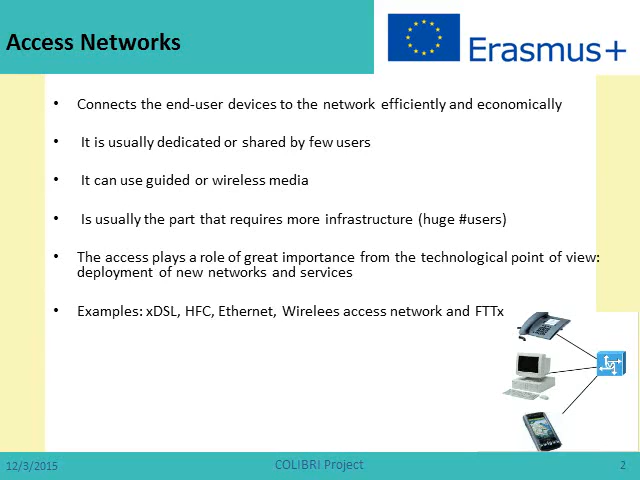 Access Networks
Erasmus+
• Connects the end-user devices to the network efficiently and economically
• It is usually dedicated or shared by few users
• It can use guided or wireless media
• Is usually the part that requires more infrastructure (huge #users)
• The access plays a role of great importance from the technological point of view:
deployment of new networks and services
• Examples: xDSL, HFC, Ethernet, Wirelees access network and FTTx
12/3/2015
COLIBRI Project
2